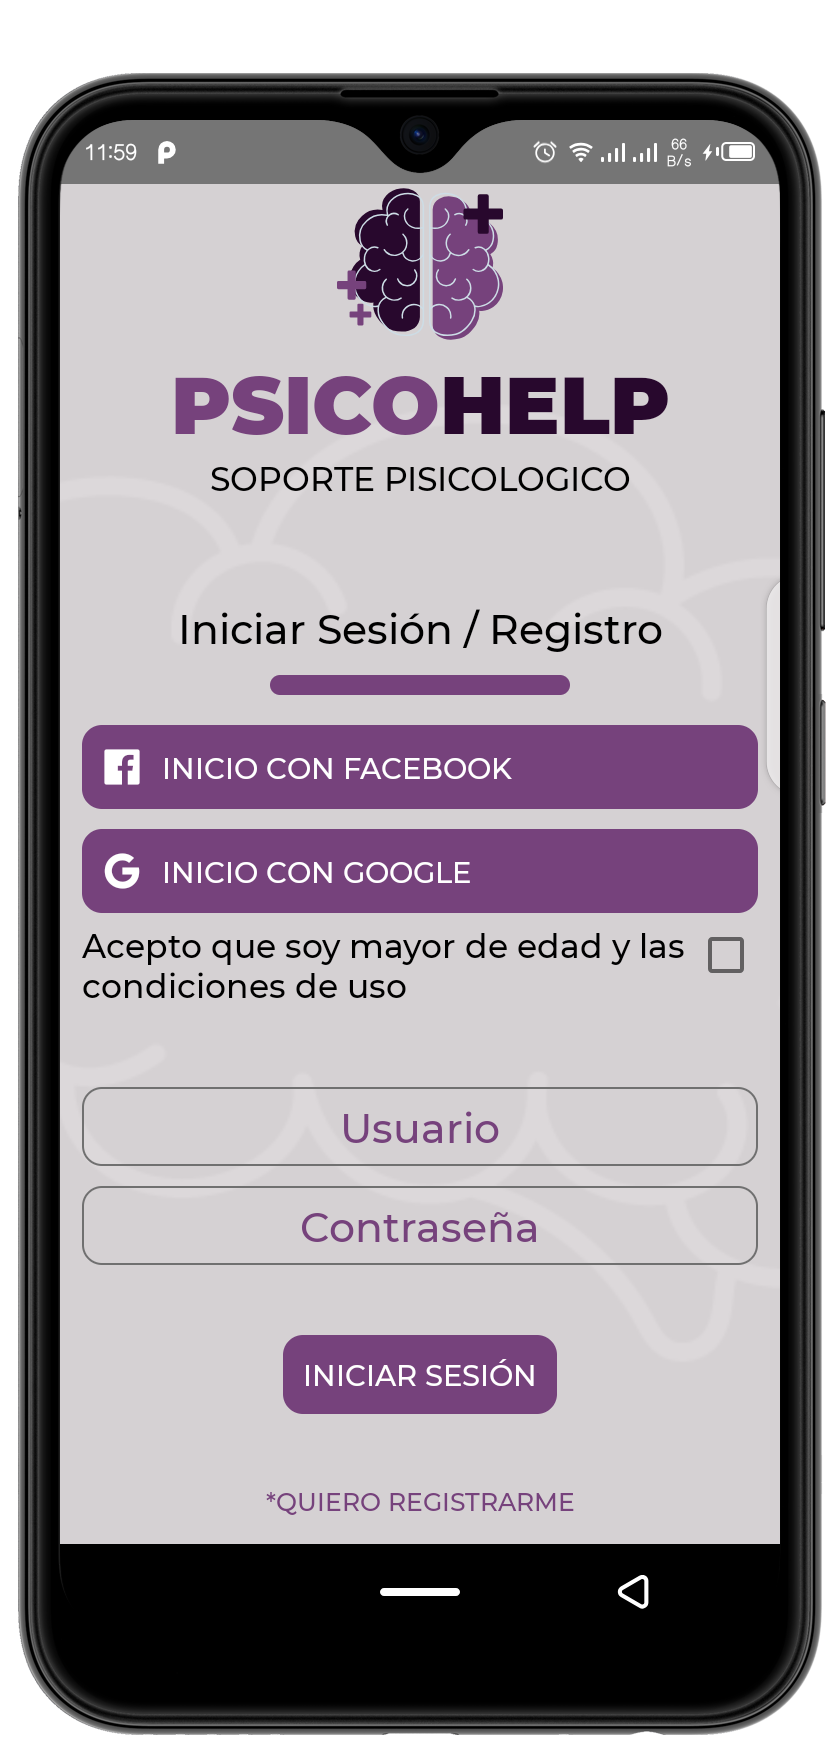 11:59
66
B/s
PSICOHELP
SOPORTE PISICOLOGICO
Iniciar Sesión / Registro
INICIO CON FACEBOOK
INICIO CON GOOGLE
Acepto que soy mayor de edad y las
condiciones de uso
Usuario
Contraseña
INICIAR SESIÓN
*QUIERO REGISTRARME